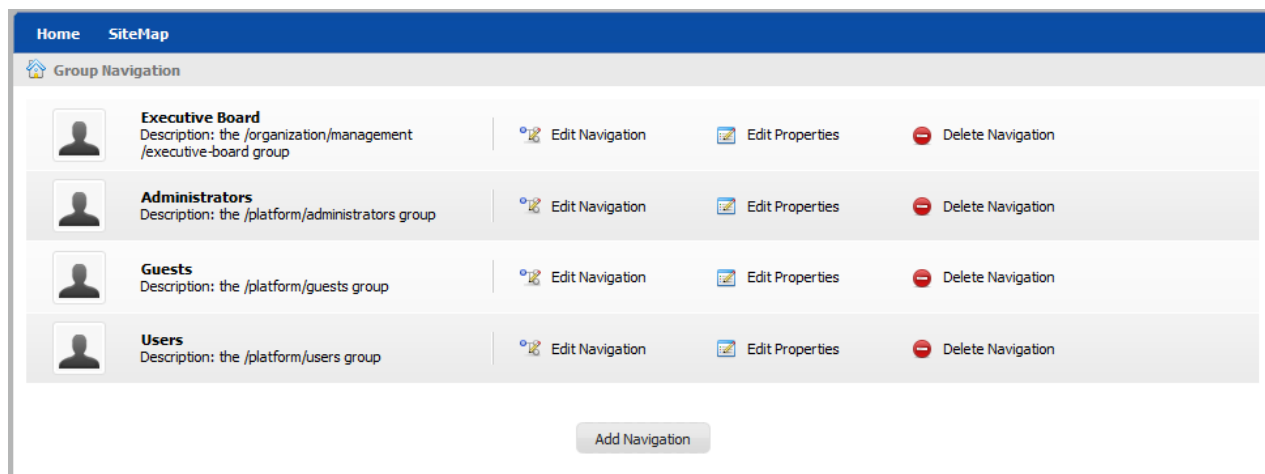 Home SiteMap
Group Navigation
Executive Board
Description: the /organization/management
/executive-board group
Edit Navigation Edit Properties Delete Navigation
Administrators
Description: the /platform/administrators group
Edit Navigation Edit Properties Delete Navigation
Guests
Description: the /platform/guests group
Edit Navigation Edit Properties Delete Navigation
Users
Description: the /platform/users group
Edit Navigation Edit Properties Delete Navigation
Add Navigation